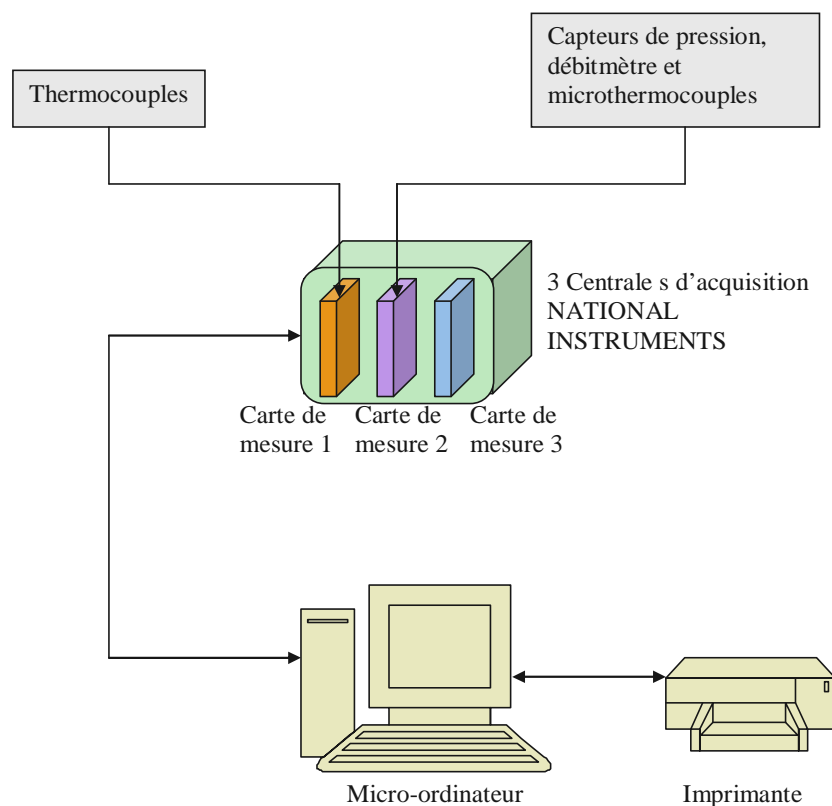 Capteurs de pression,
débitmètre et
microthermocouples
Thermocouples
3 Centrale s d'acquisition
NATIONAL
INSTRUMENTS
Carte de
mesure 1
Carte de
mesure 2
Carte de
mesure 3
Micro-ordinateur
Imprimante